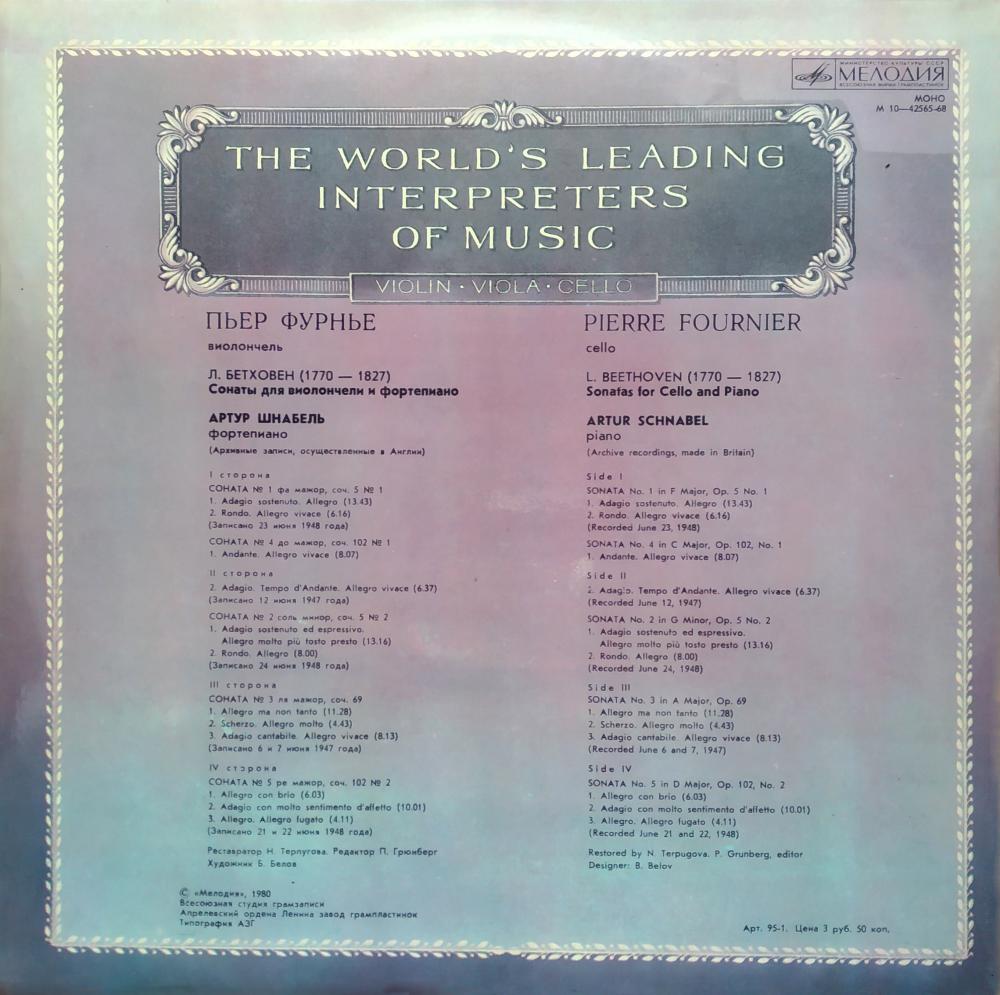 МИНИСТЕРСТВО КУЛЬТУРЫ СССР
МЕЛОДИЯ
ВСЕСОЮЗНАЯ ФИРМА ГРАМПЛАСТИНОК
МОНО
М 10—42565-68
THE WORLD'S LEADING
INTERPRETERS
OF MUSIC
VIOLIN · VIOLA · CELLO
ПЬЕР ФУРНЬЕ
виолончель
Л. БЕТХОВЕН (1770 — 1827)
Сонаты для виолончели и фортепиано
АРТУР ШНАБЕЛЬ
фортепиано
(Архивные записи, осуществленные в Англии)
I сторона
СОНАТА № 1 фа мажор, соч. 5 № 1
1. Adagio sostenuto. Allegro (13.43)
2. Rondo. Allegro vivace (6.16)
(Записано 23 июня 1948 года)
СОНАТА № 4 до мажор, соч. 102 № 1
1. Andante. Allegro vivace (8.07)
II сторона
2. Adagio. Tempo d'Andante. Allegro vivace (6.37)
(Записано 12 июня 1947 года)
СОНАТА № 2 соль минор, соч. 5 № 2
1. Adagio sostenuto ed espressivo.
Allegro molto più tosto presto (13.16)
2. Rondo. Allegro (8.00)
(Записано 24 июня 1948 года)
III сторона
СОНАТА № 3 ля мажор, соч. 69
1. Allegro ma non tanto (11.28)
2. Scherzo. Allegro molto (4.43)
3. Adagio cantabile. Allegro vivace (8.13)
(Записано 6 и 7 июня 1947 года)
IV сторона
СОНАТА № 5 ре мажор, соч. 102 № 2
1. Allegro con brio (6.03)
2. Adagio con molto sentimento d'affetto (10.01)
3. Allegro. Allegro fugato (4.11)
(Записано 21 и 22 июня 1948 года)
Реставратор Н. Терпугова. Редактор П. Грюнберг
Художник Б. Белов
PIERRE FOURNIER
cello
L. BEETHOVEN (1770 — 1827)
Sonatas for Cello and Piano
ARTUR SCHNABEL
piano
(Archive recordings, made in Britain)
Side I
SONATA No. 1 in F Major, Op. 5 No. 1
1. Adagio sostenuto. Allegro (13.43)
2. Rondo. Allegro vivace (6.16)
(Recorded June 23, 1948)
SONATA No. 4 in C Major, Op. 102, No. 1
1. Andante. Allegro vivace (8.07)
Side II
2. Adagio. Tempo d'Andante. Allegro vivace (6.37)
(Recorded June 12, 1947)
SONATA No. 2 in G Minor, Op. 5 No. 2
1. Adagio sostenuto ed espressivo.
Allegro molto più tosto presto (13.16)
2. Rondo. Allegro (8.00)
(Recorded June 24, 1948)
Side III
SONATA No. 3 in A Major, Op. 69
1. Allegro ma non tanto (11.28)
2. Scherzo. Allegro molto (4.43)
3. Adagio cantabile. Allegro vivace (8.13)
(Recorded June 6 and 7, 1947)
Side IV
SONATA No. 5 in D Major, Op. 102, No. 2
1. Allegro con brio (6.03)
2. Adagio con molto sentimento d'affetto (10.01)
3. Allegro. Allegro fugato (4.11)
(Recorded June 21 and 22, 1948)
Restored by N. Terpugova. P. Grunberg, editor
Designer: B. Belov
© «Мелодия», 1980
Всесоюзная студия грамзаписи
Апрелевский ордена Ленина завод грампластинок
Типография АЗГ
Арт. 95-1. Цена 3 руб. 50 коп.